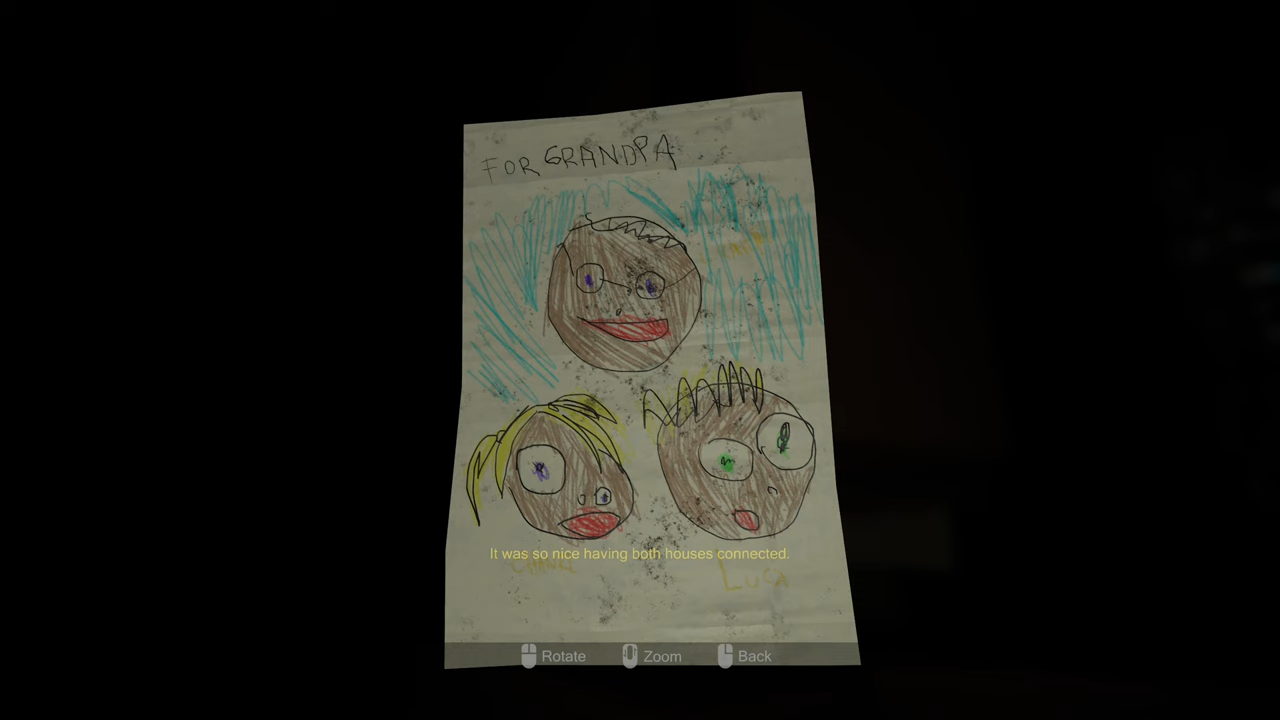 FOR GRANDPA
It was so nice having both houses connected.
LUCA
Rotate Zoom Back